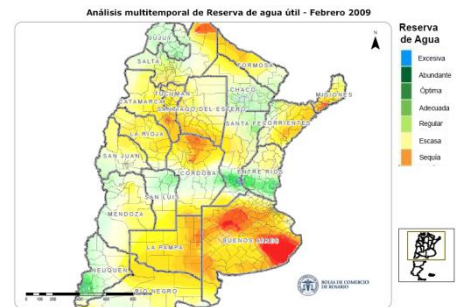 Análisis multitemporal de Reserva de agua útil - Febrero 2009
Reserva
de Agua
Excesiva
Abundante
Óptima
Adecuada
Regular
Escasa
Sequía
N
JUJUY
SALTA
FORMOSA
CHACO
MISIONES
TUCUMAN
CATAMARCA
SANTIAGO DEL ESTERO
SANTA FE
CORRIENTES
LA RIOJA
SAN JUAN
CORDOBA
ENTRE RIOS
SAN LUIS
MENDOZA
BUENOS AIRES
LA PAMPA
NEUQUEN
RIO NEGRO
BOLSA DE COMERCIO
DE ROSARIO